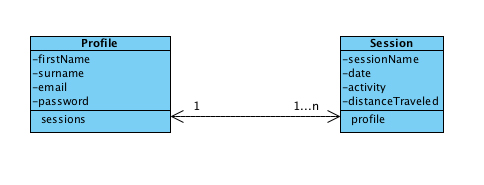 Profile
-firstName
-surname
-email
-password
sessions
1
1...n
Session
-sessionName
-date
-activity
-distanceTraveled
profile